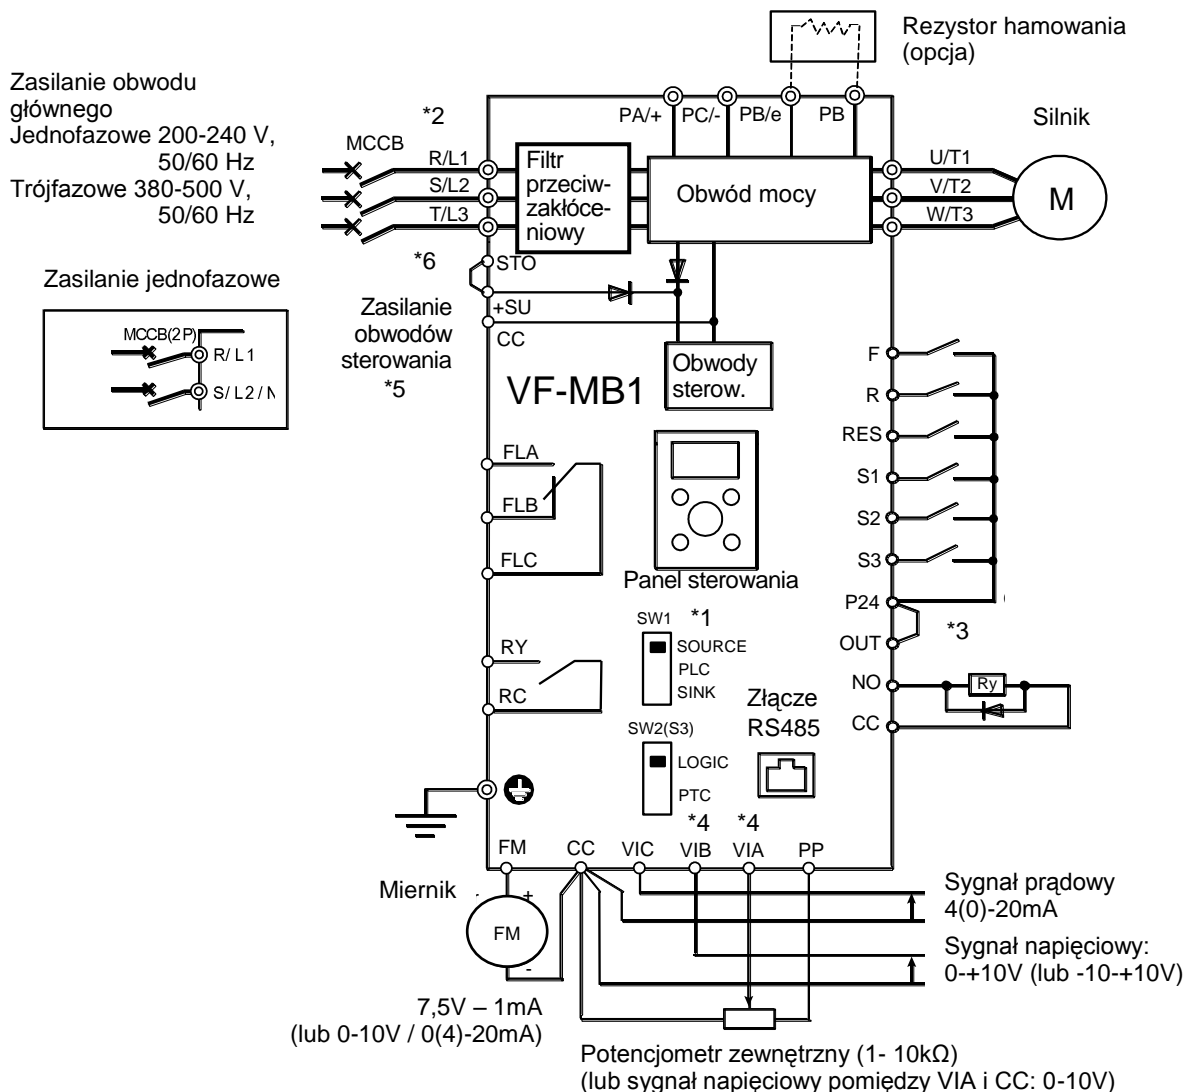 Rezystor hamowania
(opcja)
Zasilanie obwodu
głównego
Jednofazowe 200-240 V,
50/60 Hz
Trójfazowe 380-500 V,
50/60 Hz
*2
MCCB
R/L1
S/L2
T/L3
PA/+
PC/-
PB/e
PB
Filtr
przeciw-
zakłóce-
niowy
Obwód mocy
Silnik
U/T1
V/T2
W/T3
M
*6
STO
+SU
CC
Zasilanie
obwodów
sterowania
*5
Zasilanie jednofazowe
MCCB(2P)
R/L1
S/L2/N
VF-MB1
Obwody
sterow.
F
R
RES
S1
S2
S3
P24
OUT
*3
NO
Ry
CC
FLA
FLB
FLC
Panel sterowania
RY
RC
SW1
*1
SOURCE
PLC
SINK
SW2(S3)
LOGIC
PTC
Złącze
RS485
*4
*4
FM
CC
VIC
VIB
VIA
PP
Miernik
+
FM
-
7,5V – 1mA
(lub 0-10V / 0(4)-20mA)
Sygnał prądowy
4(0)-20mA
Sygnał napięciowy:
0-+10V (lub -10-+10V)
Potencjometr zewnętrzny (1- 10kΩ)
(lub sygnał napięciowy pomiędzy VIA i CC: 0-10V)